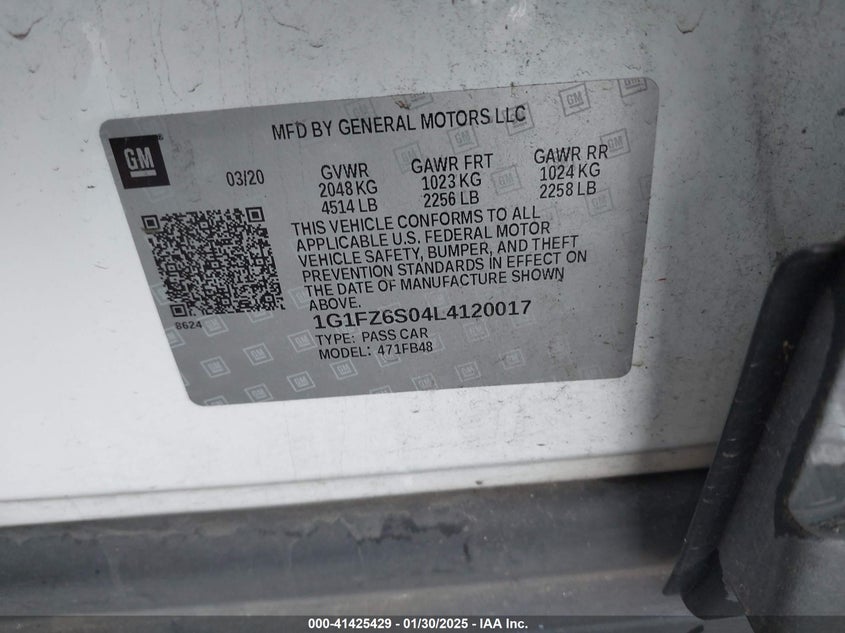 MFD BY GENERAL MOTORS LLC
GM
03/20
GVWR
2048 KG
4514 LB
GAWR FRT
1023 KG
2256 LB
GAWR RR
1024 KG
2258 LB
THIS VEHICLE CONFORMS TO ALL
APPLICABLE U.S. FEDERAL MOTOR
VEHICLE SAFETY, BUMPER, AND THEFT
PREVENTION STANDARDS IN EFFECT ON
THE DATE OF MANUFACTURE SHOWN
ABOVE.
8624
1G1FZ6S04L4120017
TYPE: PASS CAR
MODEL: 471FB48
000-41425429 - 01/30/2025 - IAA Inc.